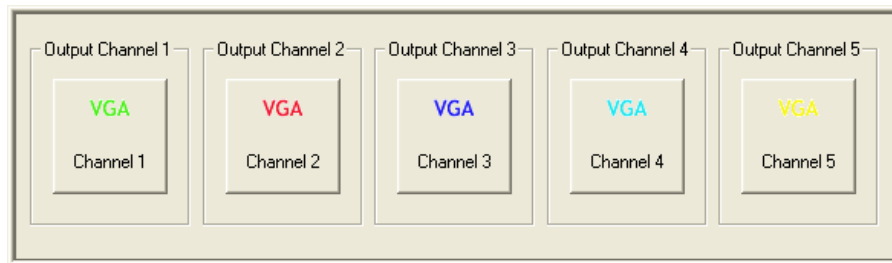 Output Channel 1 Output Channel 2 Output Channel 3 Output Channel 4 Output Channel 5
VGA VGA VGA VGA VGA
Channel 1 Channel 2 Channel 3 Channel 4 Channel 5